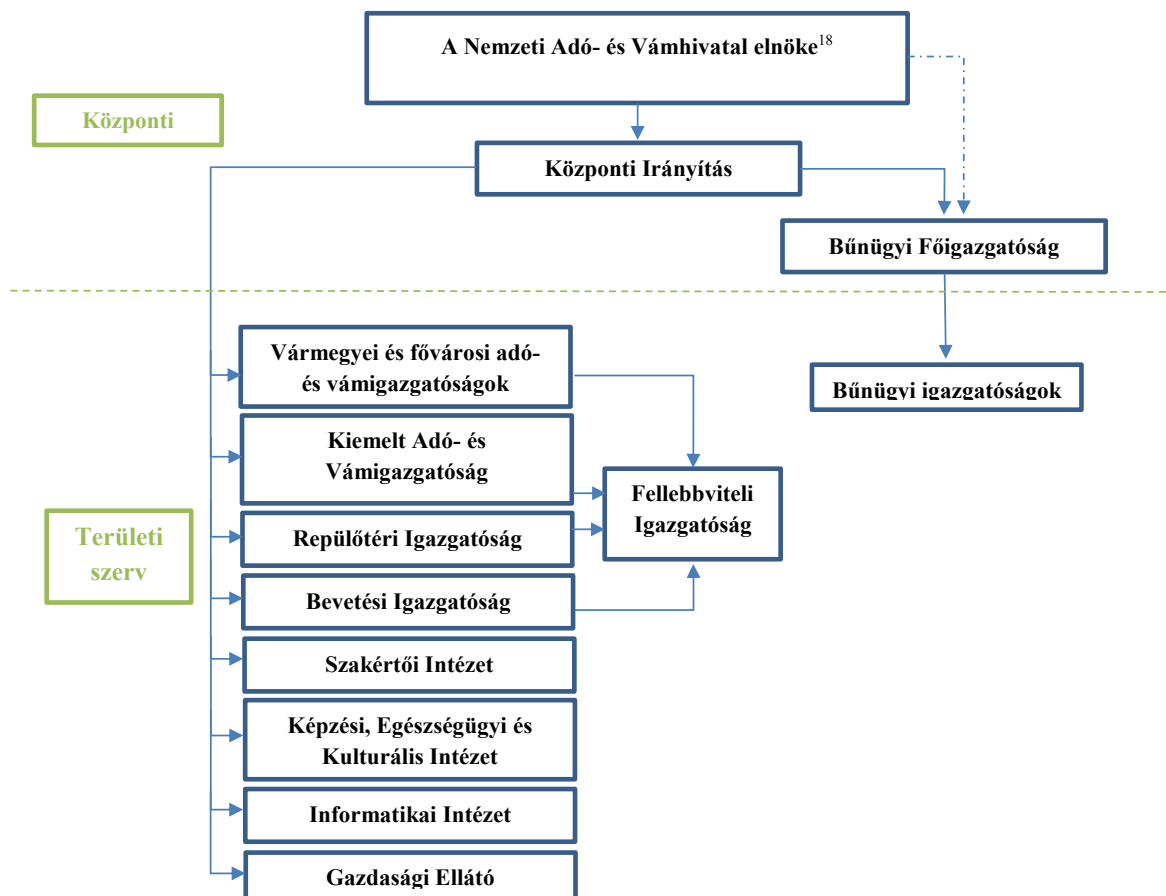 A Nemzeti Adó- és Vámhivatal elnöke18
Központi
Központi Irányítás
Bűnügyi Főigazgatóság
Vármegyei és fővárosi adó-
és vámigazgatóságok
Bűnügyi igazgatóságok
Kiemelt Adó- és
Vámigazgatóság
Fellebbviteli
Igazgatóság
Területi
szerv
Repülőtéri Igazgatóság
Bevetési Igazgatóság
Szakértői Intézet
Képzési, Egészségügyi és
Kulturális Intézet
Informatikai Intézet
Gazdasági Ellátó